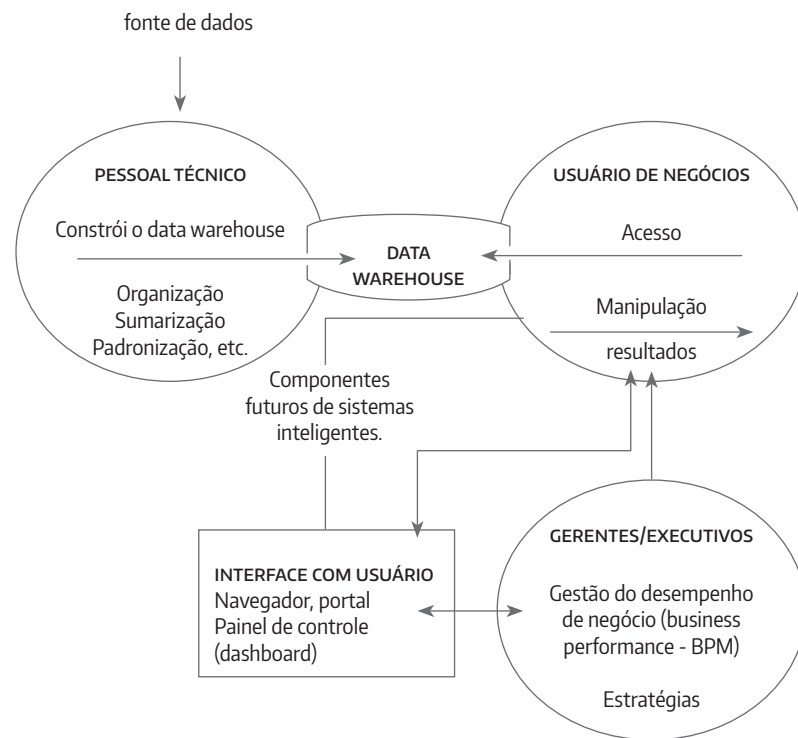 fonte de dados
PESSOAL TÉCNICO
Constrói o data warehouse
Organização
Sumarização
Padronização, etc.
DATA
WAREHOUSE
USUÁRIO DE NEGÓCIOS
Acesso
Manipulação
resultados
Componentes
futuros de sistemas
inteligentes.
INTERFACE COM USUÁRIO
Navegador, portal
Painel de controle
(dashboard)
GERENTES/EXECUTIVOS
Gestão do desempenho
de negócio (business
performance - BPM)
Estratégias